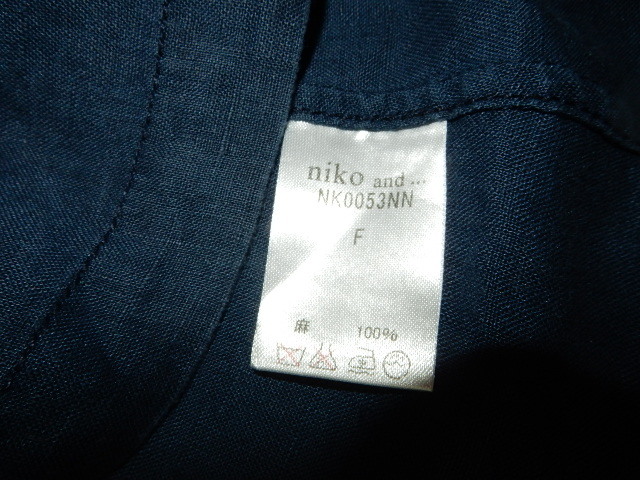 niko and ...
NK0053NN
F
麻 100%